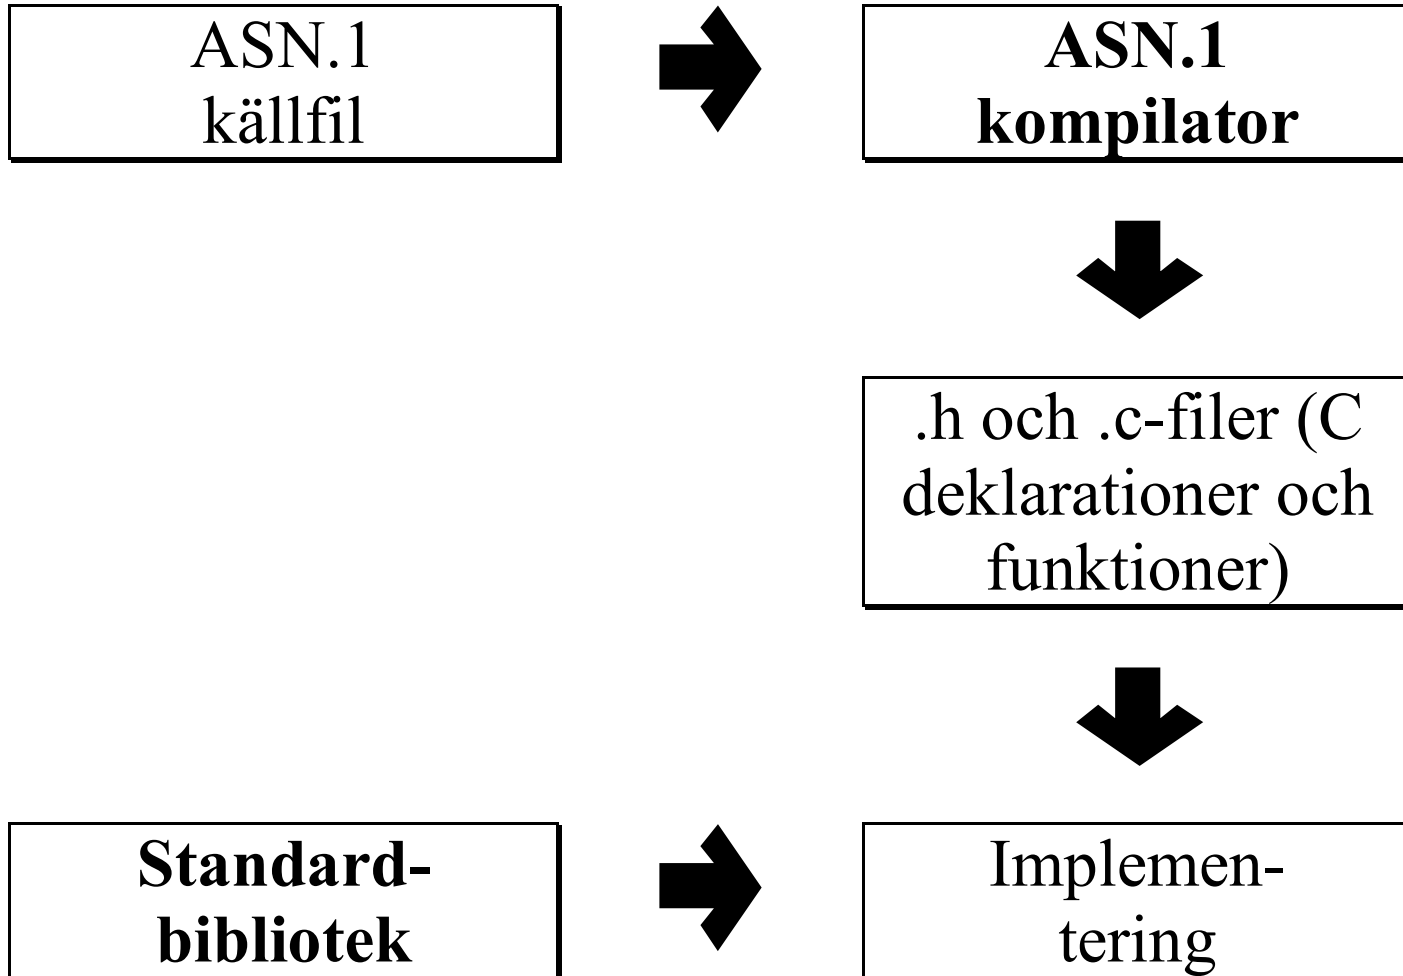 ASN.1
källfil
ASN.1
kompilator
.h och .c-filer (C
deklarationer och
funktioner)
Standard-
bibliotek
Implemen-
tering